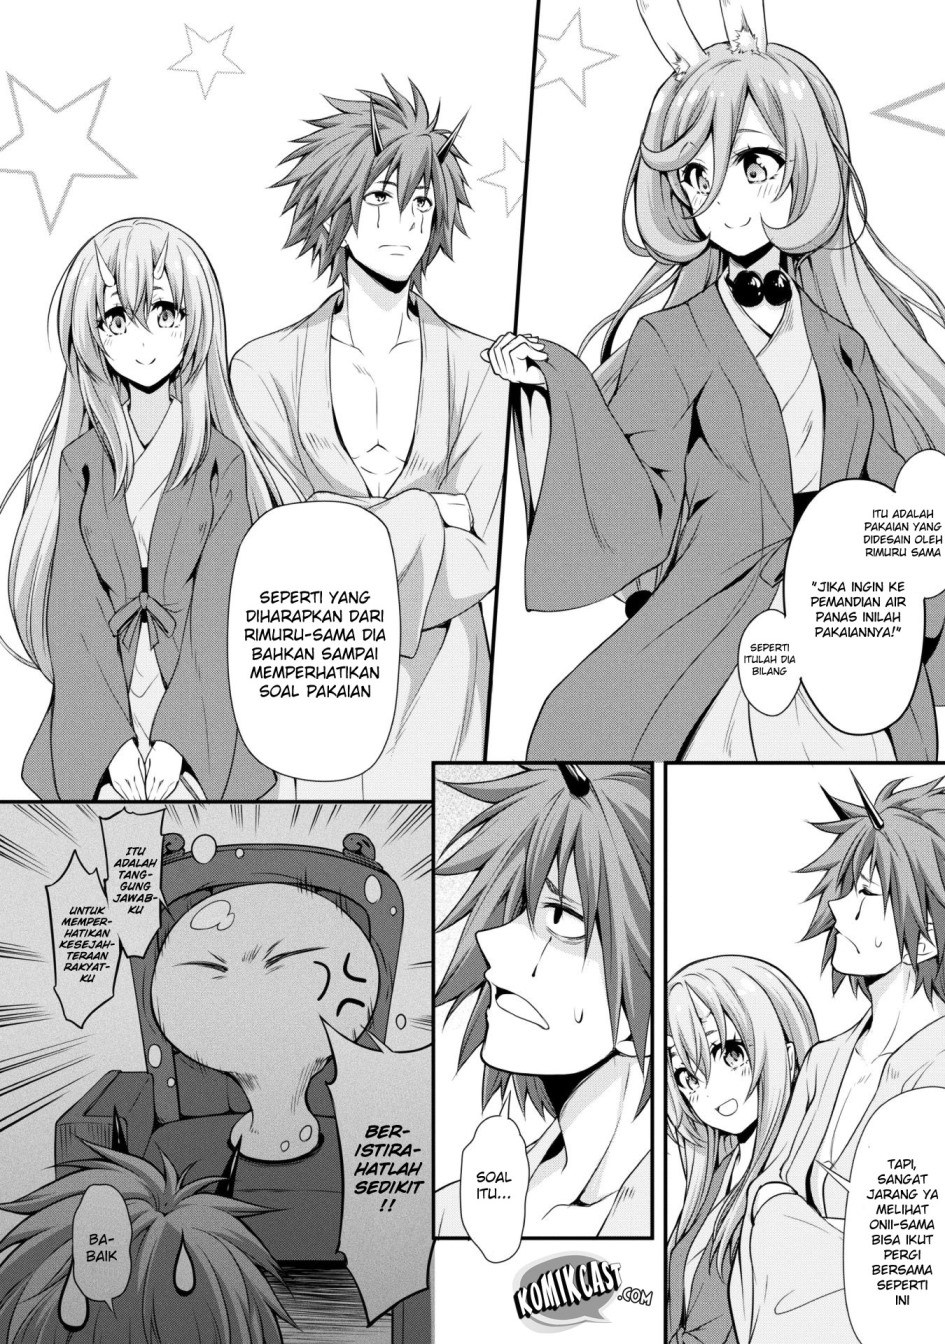 ITU ADALAH
PAKAIAN YANG
DIDESAIN OLEH
RIMURU SAMA
"JIKA INGIN KE
PEMANDIAN AIR
PANAS INILAH
PAKAIANNYA!"
SEPERTI
ITULAH DIA
BILANG
SEPERTI YANG
DIHARAPKAN DARI
RIMURU-SAMA DIA
BAHKAN SAMPAI
MEMPERHATIKAN
SOAL PAKAIAN
TAPI,
SANGAT
JARANG YA
MELIHAT
ONII-SAMA
BISA IKUT
PERGI
BERSAMA
SEPERTI
INI
SOAL
ITU...
ITU
ADALAH
TANG-
GUNG
JAWAB-
KU
UNTUK
MEMPER-
HATIKAN
KESEJAH-
TERAAN
RAKYAT-
KU
BER-
ISTIRA-
HATLAH
SEDIKIT
!!
BA-
BAIK
KOMIKCAST
.COM